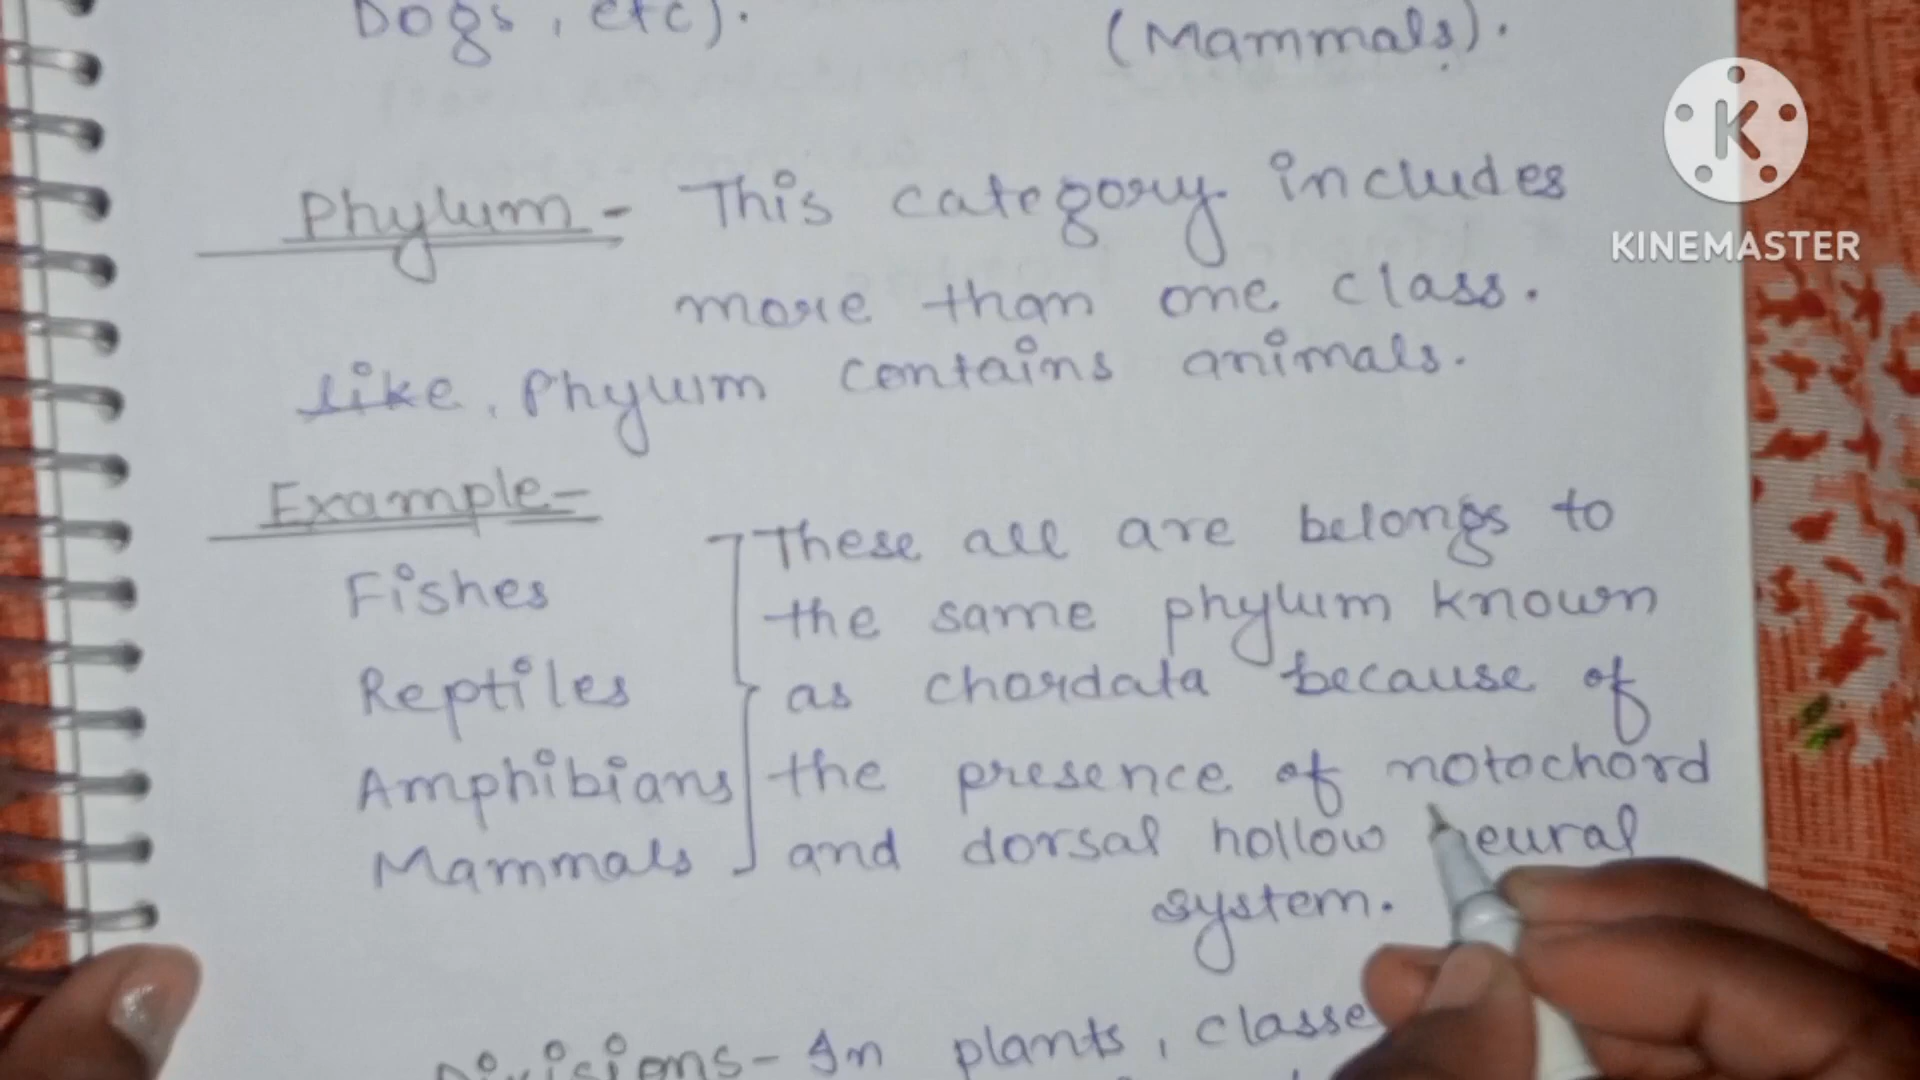 Dogs, etc).
(Mammals).
K
KINEMASTER
Phylum - This category includes
more than one class.
like, Phylum contains animals.
Example-
Fishes
Reptiles
Amphibians
Mammals
These all are belongs to
the same phylum known
as chordata because of
the presence of notochord
and dorsal hollow neural
system.
Divisions - In plants, classe